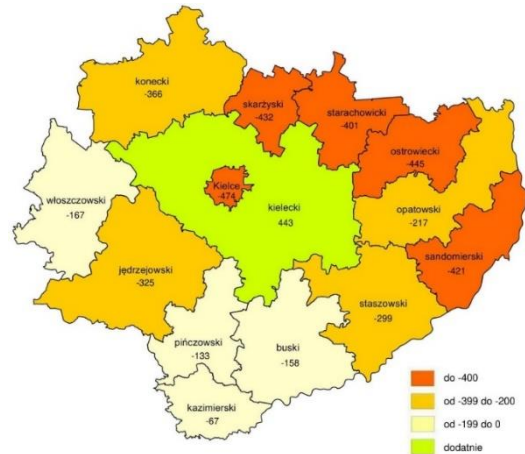 konecki
-366
skarżyski
-432
starachowicki
-401
ostrowiecki
-445
włoszczowski
-167
Kielce
-474
kielecki
443
opatowski
-217
sandomierski
-421
jędrzejowski
-325
staszowski
-299
pińczowski
-133
buski
-158
kazimierski
-67
do -400
od -399 do -200
od -199 do 0
dodatnie